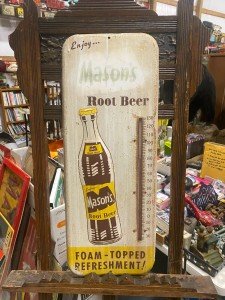 Enjoy...
Mason's
Root Beer
Mason's
Root Beer
FOAM-TOPPED
REFRESHMENT!